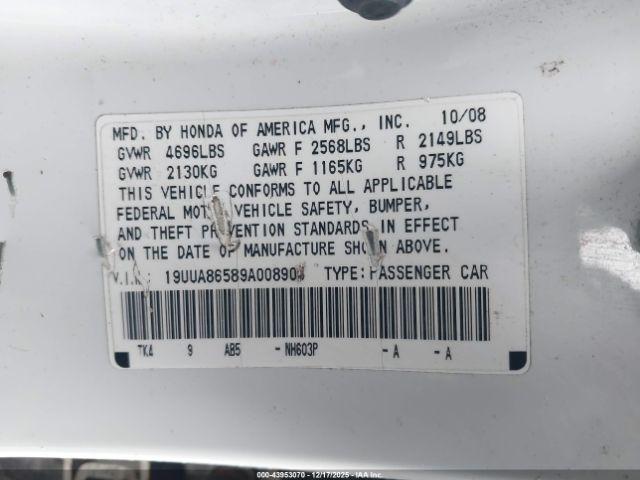 MFD. BY HONDA OF AMERICA MFG., INC. 10/08
GVWR 4696LBS GAWR F 2568LBS R 2149LBS
GVWR 2130KG GAWR F 1165KG R 975KG
THIS VEHICLE CONFORMS TO ALL APPLICABLE
FEDERAL MOTOR VEHICLE SAFETY, BUMPER,
AND THEFT PREVENTION STANDARDS IN EFFECT
ON THE DATE OF MANUFACTURE SHOWN ABOVE.
V.I.N. TYPE: PASSENGER CAR
TK4 9 AB5 -NH603P -A -A
000-43953070 - 12/17/2025 - IAA Inc.